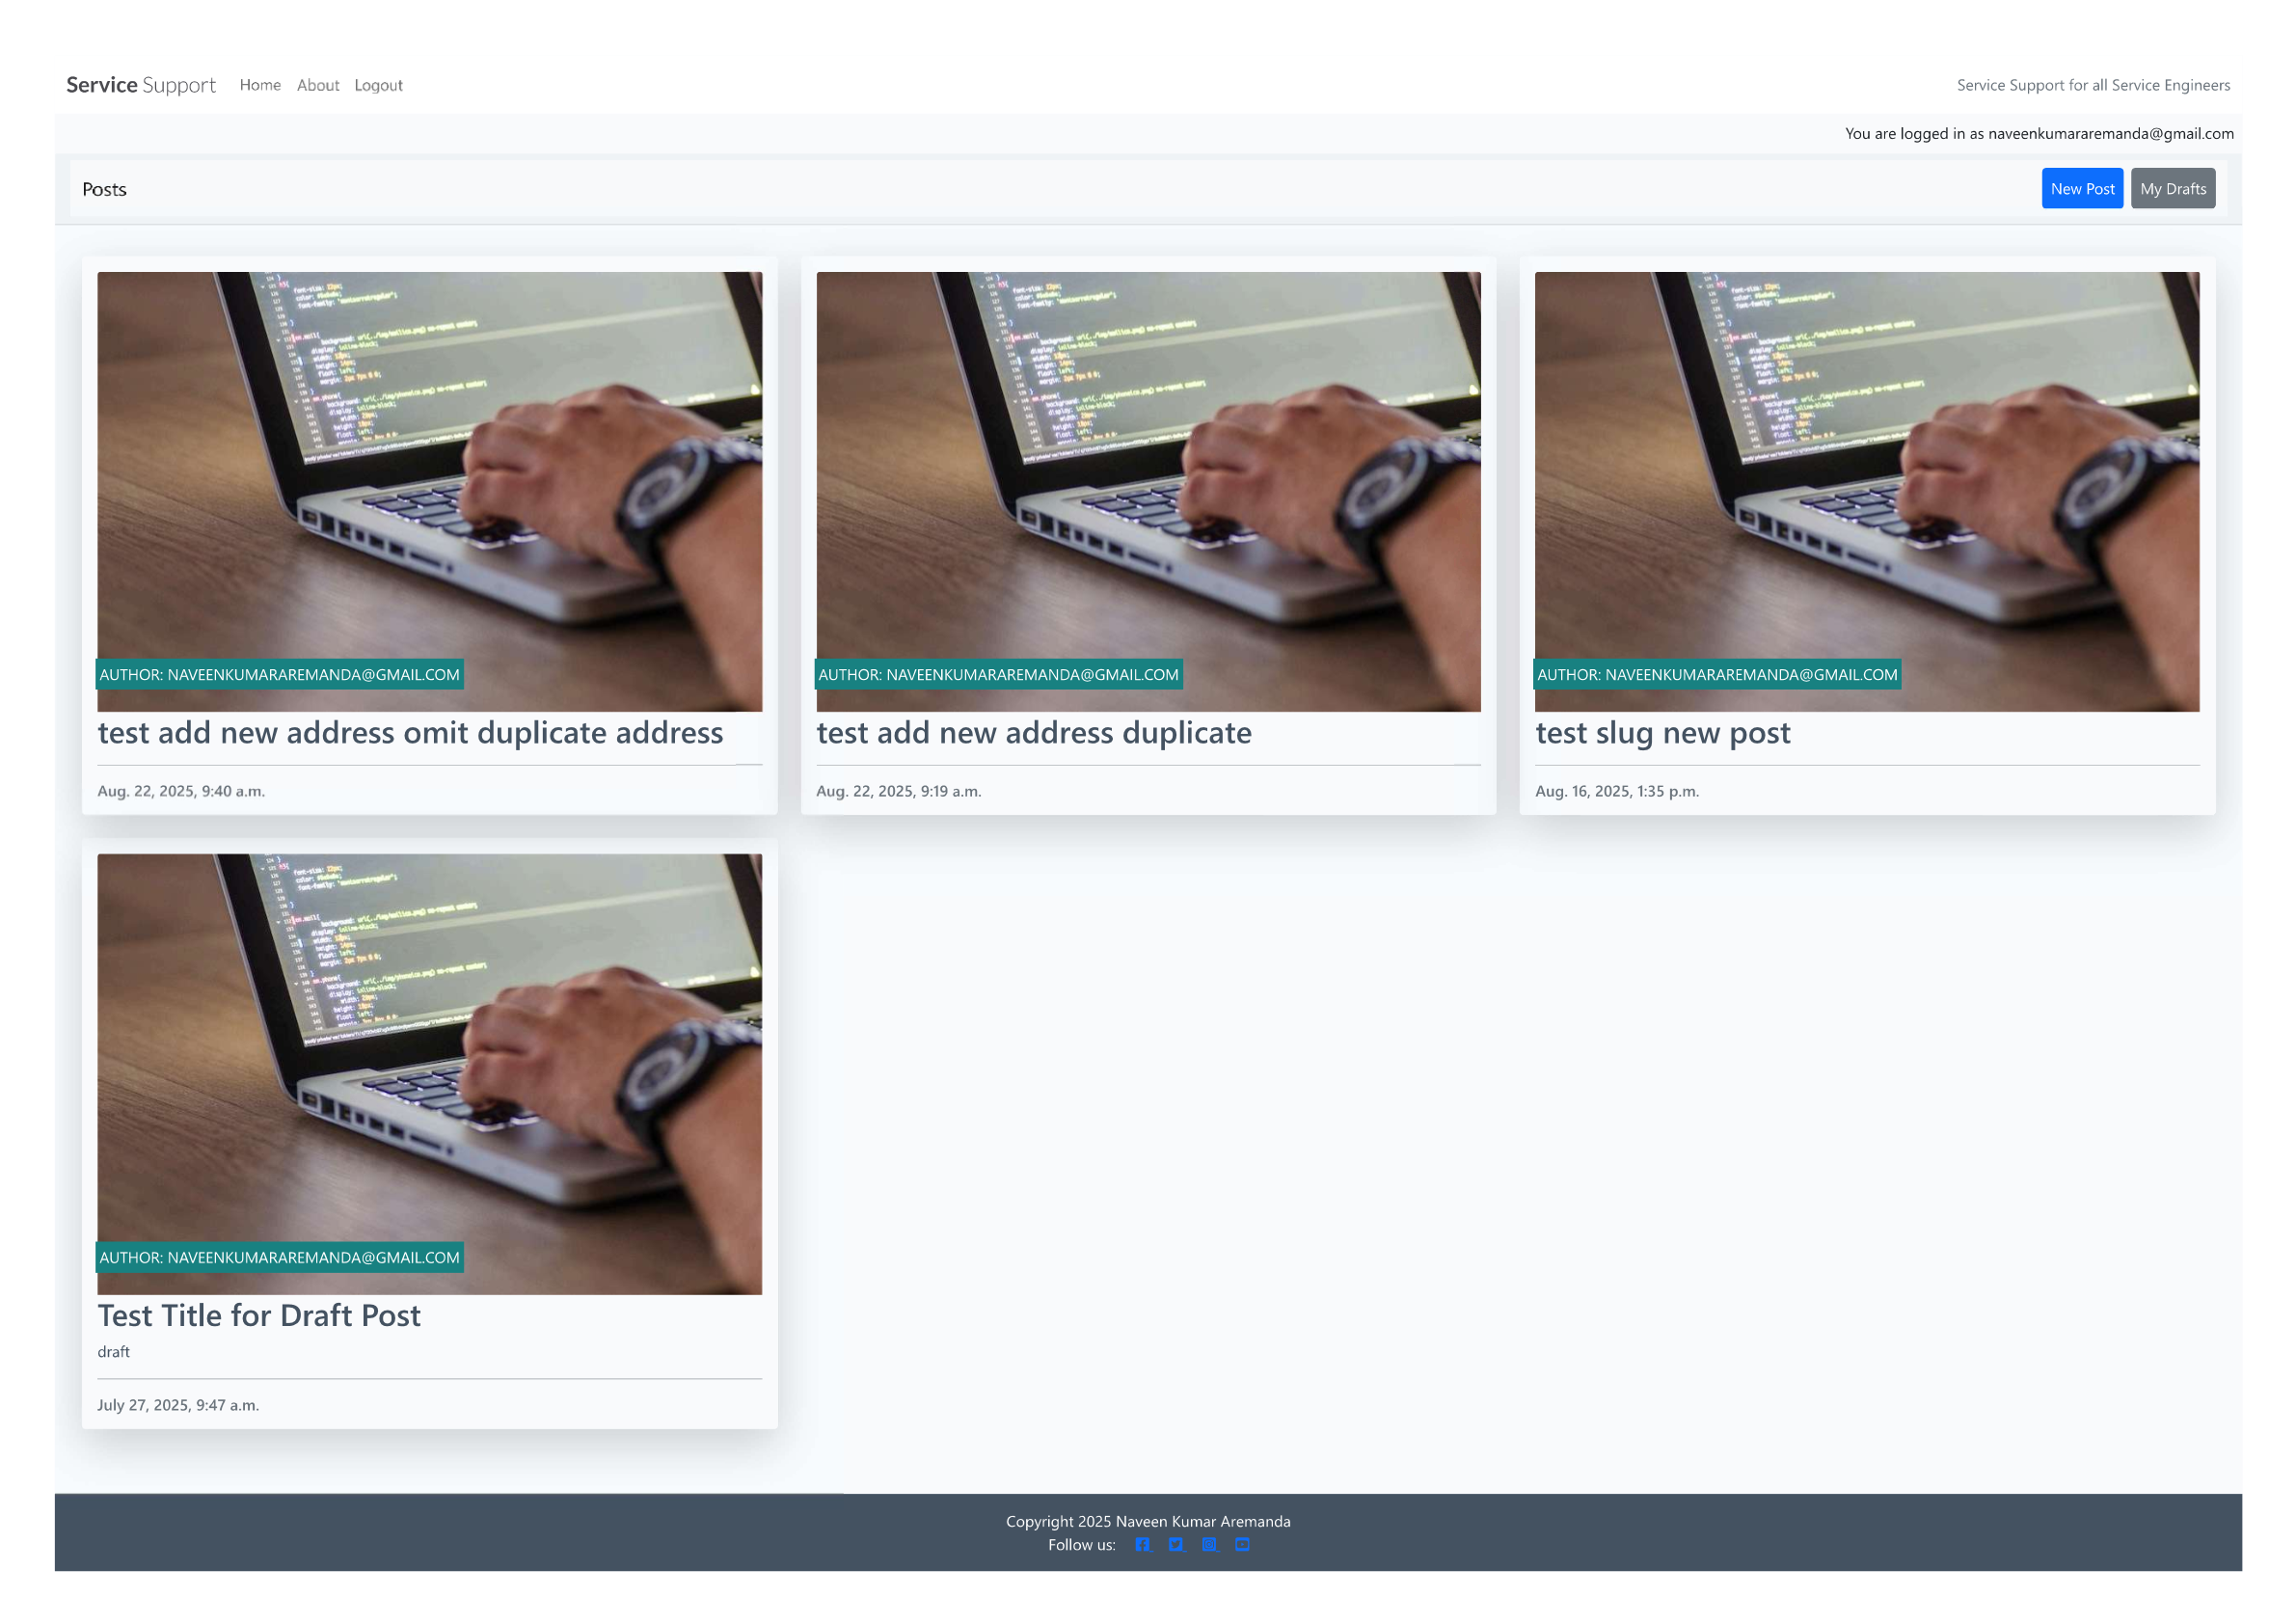 Service Support Home About Logout Service Support for all Service Engineers
You are logged in as naveenkumararemanda@gmail.com
Posts New Post My Drafts
AUTHOR: NAVEENKUMARAREMANDA@GMAIL.COM
test add new address omit duplicate address
Aug. 22, 2025, 9:40 a.m.
AUTHOR: NAVEENKUMARAREMANDA@GMAIL.COM
test add new address duplicate
Aug. 22, 2025, 9:19 a.m.
AUTHOR: NAVEENKUMARAREMANDA@GMAIL.COM
test slug new post
Aug. 16, 2025, 1:35 p.m.
AUTHOR: NAVEENKUMARAREMANDA@GMAIL.COM
Test Title for Draft Post
draft
July 27, 2025, 9:47 a.m.
Copyright 2025 Naveen Kumar Aremanda
Follow us: